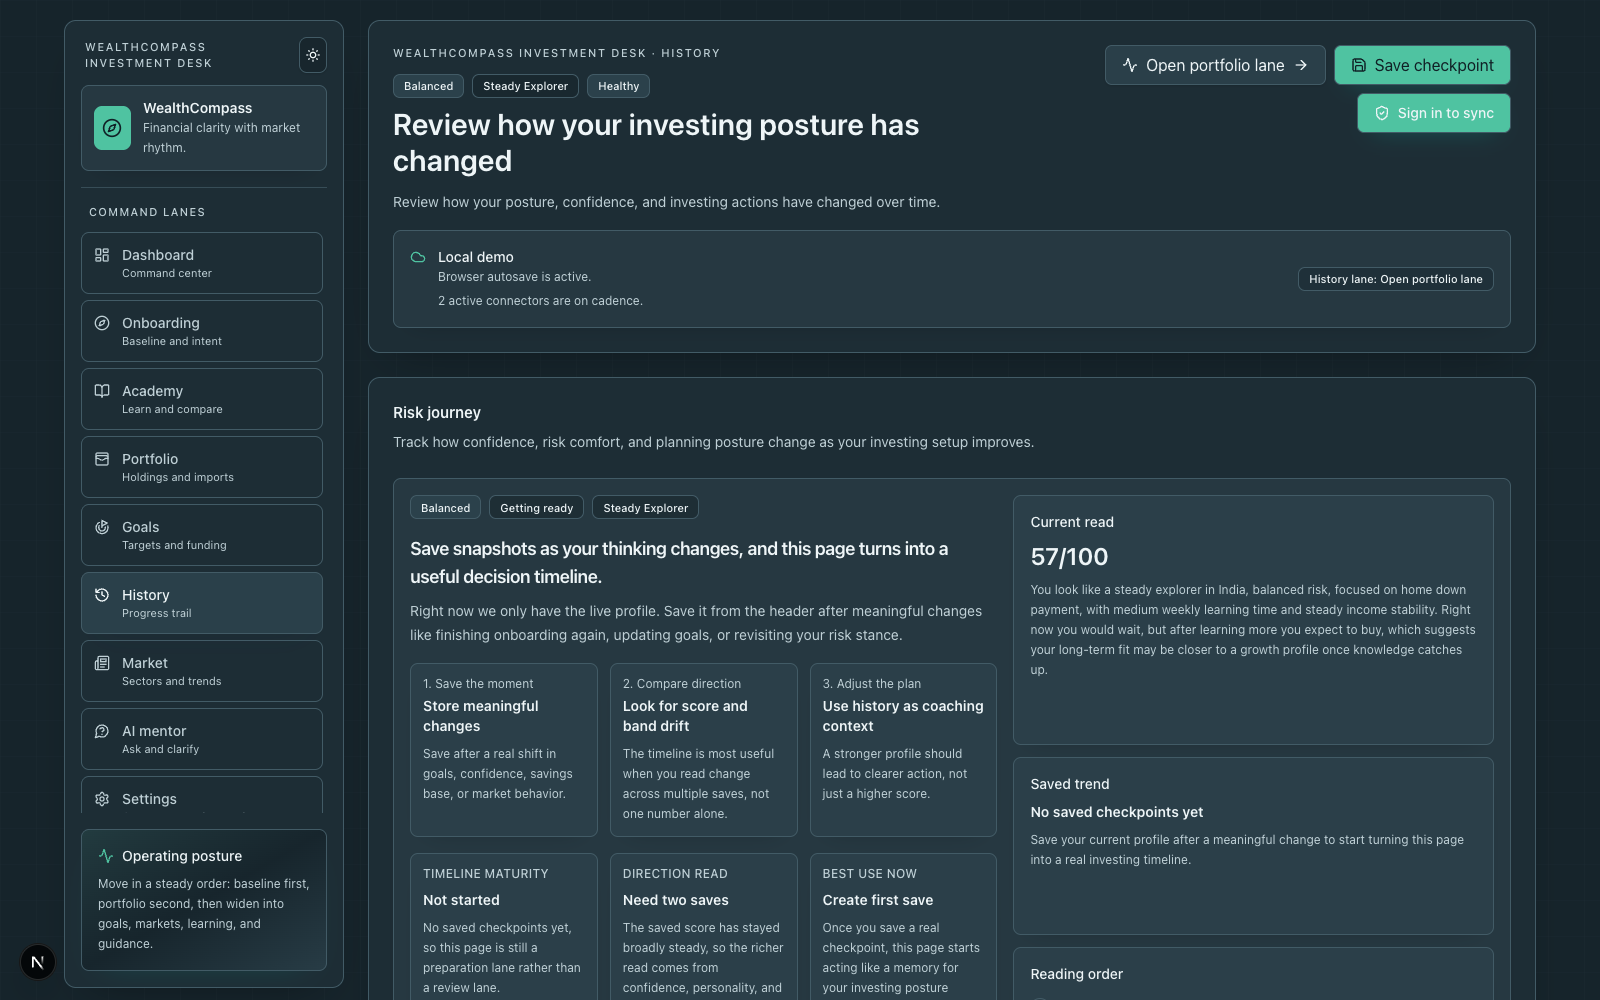 WEALTHCOMPASS
INVESTMENT DESK
WealthCompass
Financial clarity with market
rhythm.
COMMAND LANES
Dashboard
Command center
Onboarding
Baseline and intent
Academy
Learn and compare
Portfolio
Holdings and imports
Goals
Targets and funding
History
Progress trail
Market
Sectors and trends
AI mentor
Ask and clarify
Settings
Operating posture
Move in a steady order: baseline first,
portfolio second, then widen into
goals, markets, learning, and
guidance.
N
WEALTHCOMPASS INVESTMENT DESK · HISTORY
Balanced
Steady Explorer
Healthy
Review how your investing posture has
changed
Review how your posture, confidence, and investing actions have changed over time.
Open portfolio lane
Save checkpoint
Sign in to sync
Local demo
Browser autosave is active.
2 active connectors are on cadence.
History lane: Open portfolio lane
Risk journey
Track how confidence, risk comfort, and planning posture change as your investing setup improves.
Balanced
Getting ready
Steady Explorer
Save snapshots as your thinking changes, and this page turns into a
useful decision timeline.
Right now we only have the live profile. Save it from the header after meaningful changes
like finishing onboarding again, updating goals, or revisiting your risk stance.
1. Save the moment
Store meaningful
changes
Save after a real shift in
goals, confidence, savings
base, or market behavior.
2. Compare direction
Look for score and
band drift
The timeline is most useful
when you read change
across multiple saves, not
one number alone.
3. Adjust the plan
Use history as coaching
context
A stronger profile should
lead to clearer action, not
just a higher score.
TIMELINE MATURITY
Not started
No saved checkpoints yet,
so this page is still a
preparation lane rather than
a review lane.
DIRECTION READ
Need two saves
The saved score has stayed
broadly steady, so the richer
read comes from
confidence, personality, and
BEST USE NOW
Create first save
Once you save a real
checkpoint, this page starts
acting like a memory for
your investing posture
Current read
57/100
You look like a steady explorer in India, balanced risk, focused on home down
payment, with medium weekly learning time and steady income stability. Right
now you would wait, but after learning more you expect to buy, which suggests
your long-term fit may be closer to a growth profile once knowledge catches
up.
Saved trend
No saved checkpoints yet
Save your current profile after a meaningful change to start turning this page
into a real investing timeline.
Reading order